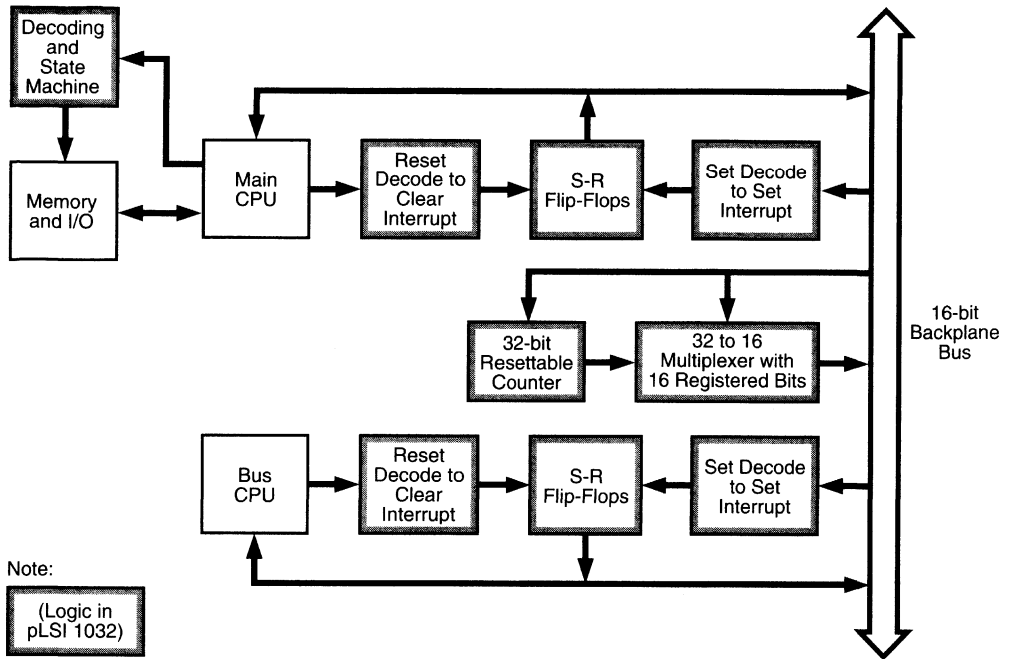 Decoding
and
State
Machine
Memory
and I/O
Main
CPU
Reset
Decode to
Clear
Interrupt
S-R
Flip-Flops
Set Decode
to Set
Interrupt
32-bit
Resettable
Counter
32 to 16
Multiplexer with
16 Registered Bits
16-bit
Backplane
Bus
Bus
CPU
Reset
Decode to
Clear
Interrupt
S-R
Flip-Flops
Set Decode
to Set
Interrupt
Note:
(Logic in
pLSI 1032)